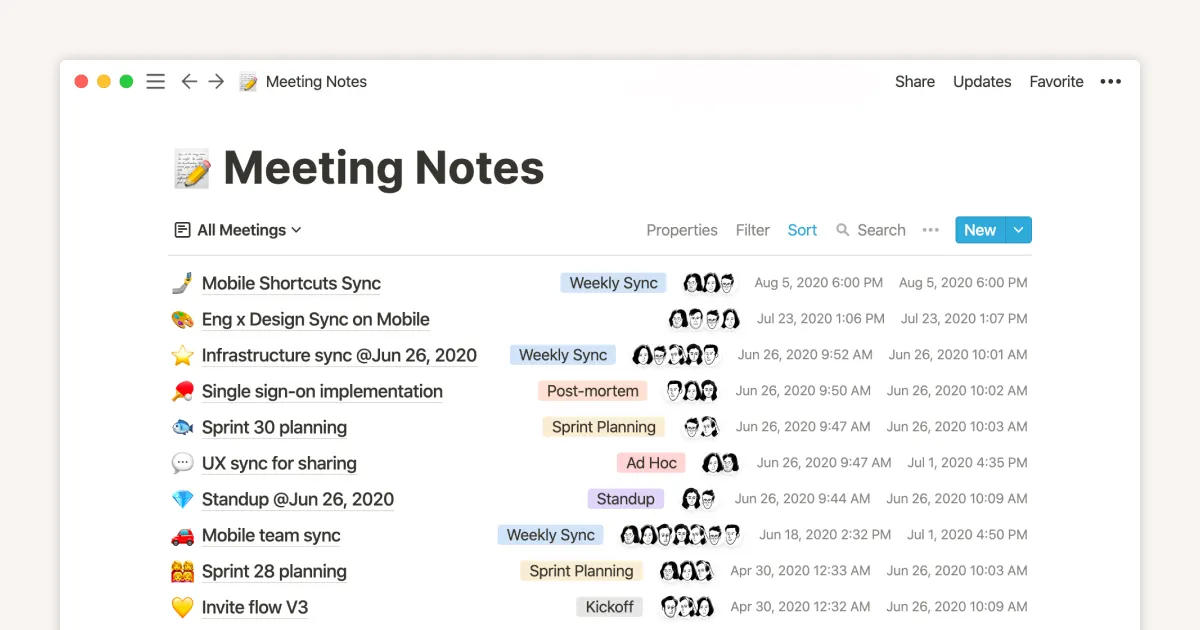 Meeting Notes Share Updates Favorite •••
Meeting Notes
All Meetings Properties Filter Sort Search ••• New
Mobile Shortcuts Sync Weekly Sync Aug 5, 2020 6:00 PM Aug 5, 2020 6:00 PM
Eng x Design Sync on Mobile Jul 23, 2020 1:06 PM Jul 23, 2020 1:07 PM
Infrastructure sync @Jun 26, 2020 Weekly Sync Jun 26, 2020 9:52 AM Jun 26, 2020 10:01 AM
Single sign-on implementation Post-mortem Jun 26, 2020 9:50 AM Jun 26, 2020 10:02 AM
Sprint 30 planning Sprint Planning Jun 26, 2020 9:47 AM Jun 26, 2020 10:03 AM
UX sync for sharing Ad Hoc Jun 26, 2020 9:47 AM Jul 1, 2020 4:35 PM
Standup @Jun 26, 2020 Standup Jun 26, 2020 9:44 AM Jun 26, 2020 10:09 AM
Mobile team sync Weekly Sync Jun 18, 2020 2:32 PM Jul 1, 2020 4:50 PM
Sprint 28 planning Sprint Planning Apr 30, 2020 12:33 AM Jun 26, 2020 10:03 AM
Invite flow V3 Kickoff Apr 30, 2020 12:32 AM Jun 26, 2020 10:09 AM